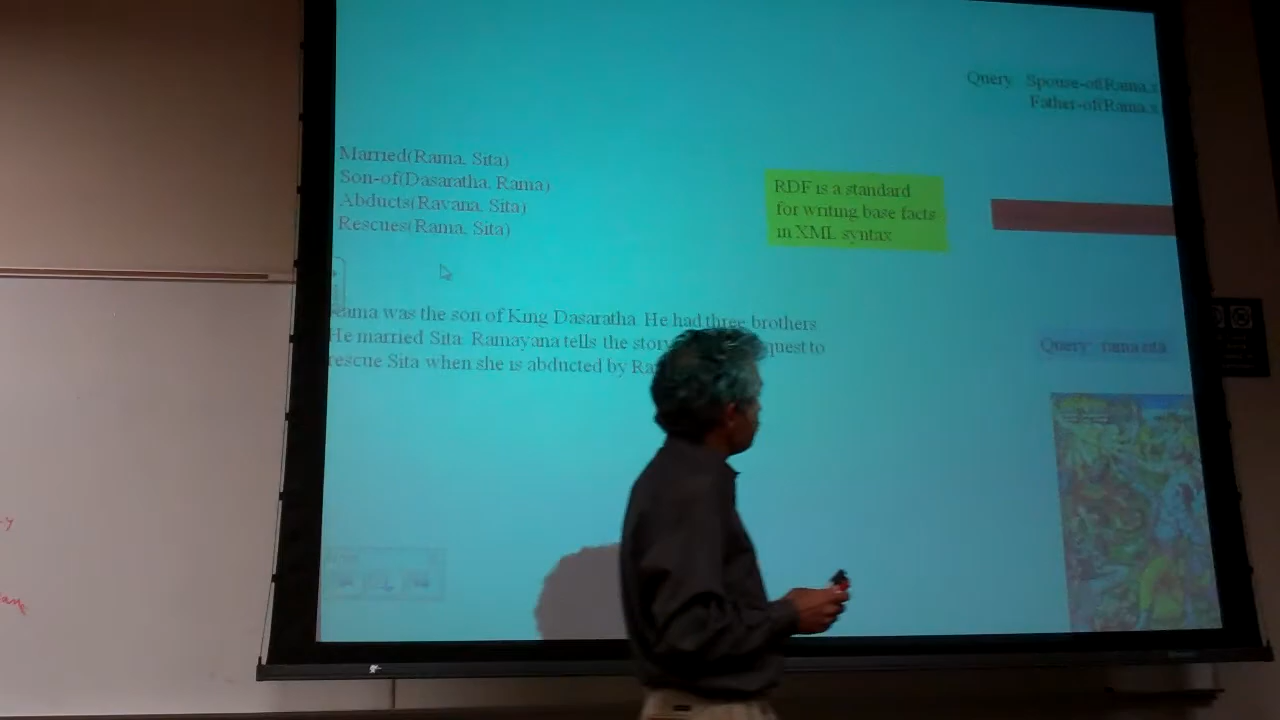 Query Spouse-of(Rama,x
Father-of(Rama,x
Married(Rama, Sita)
Son-of(Dasaratha, Rama)
Abducts(Ravana, Sita)
Rescues(Rama, Sita)
RDF is a standard
for writing base facts
in XML syntax
Rama was the son of King Dasaratha. He had three brothers.
He married Sita. Ramayana tells the story quest to
rescue Sita when she is abducted by Ra
Query: rama sita